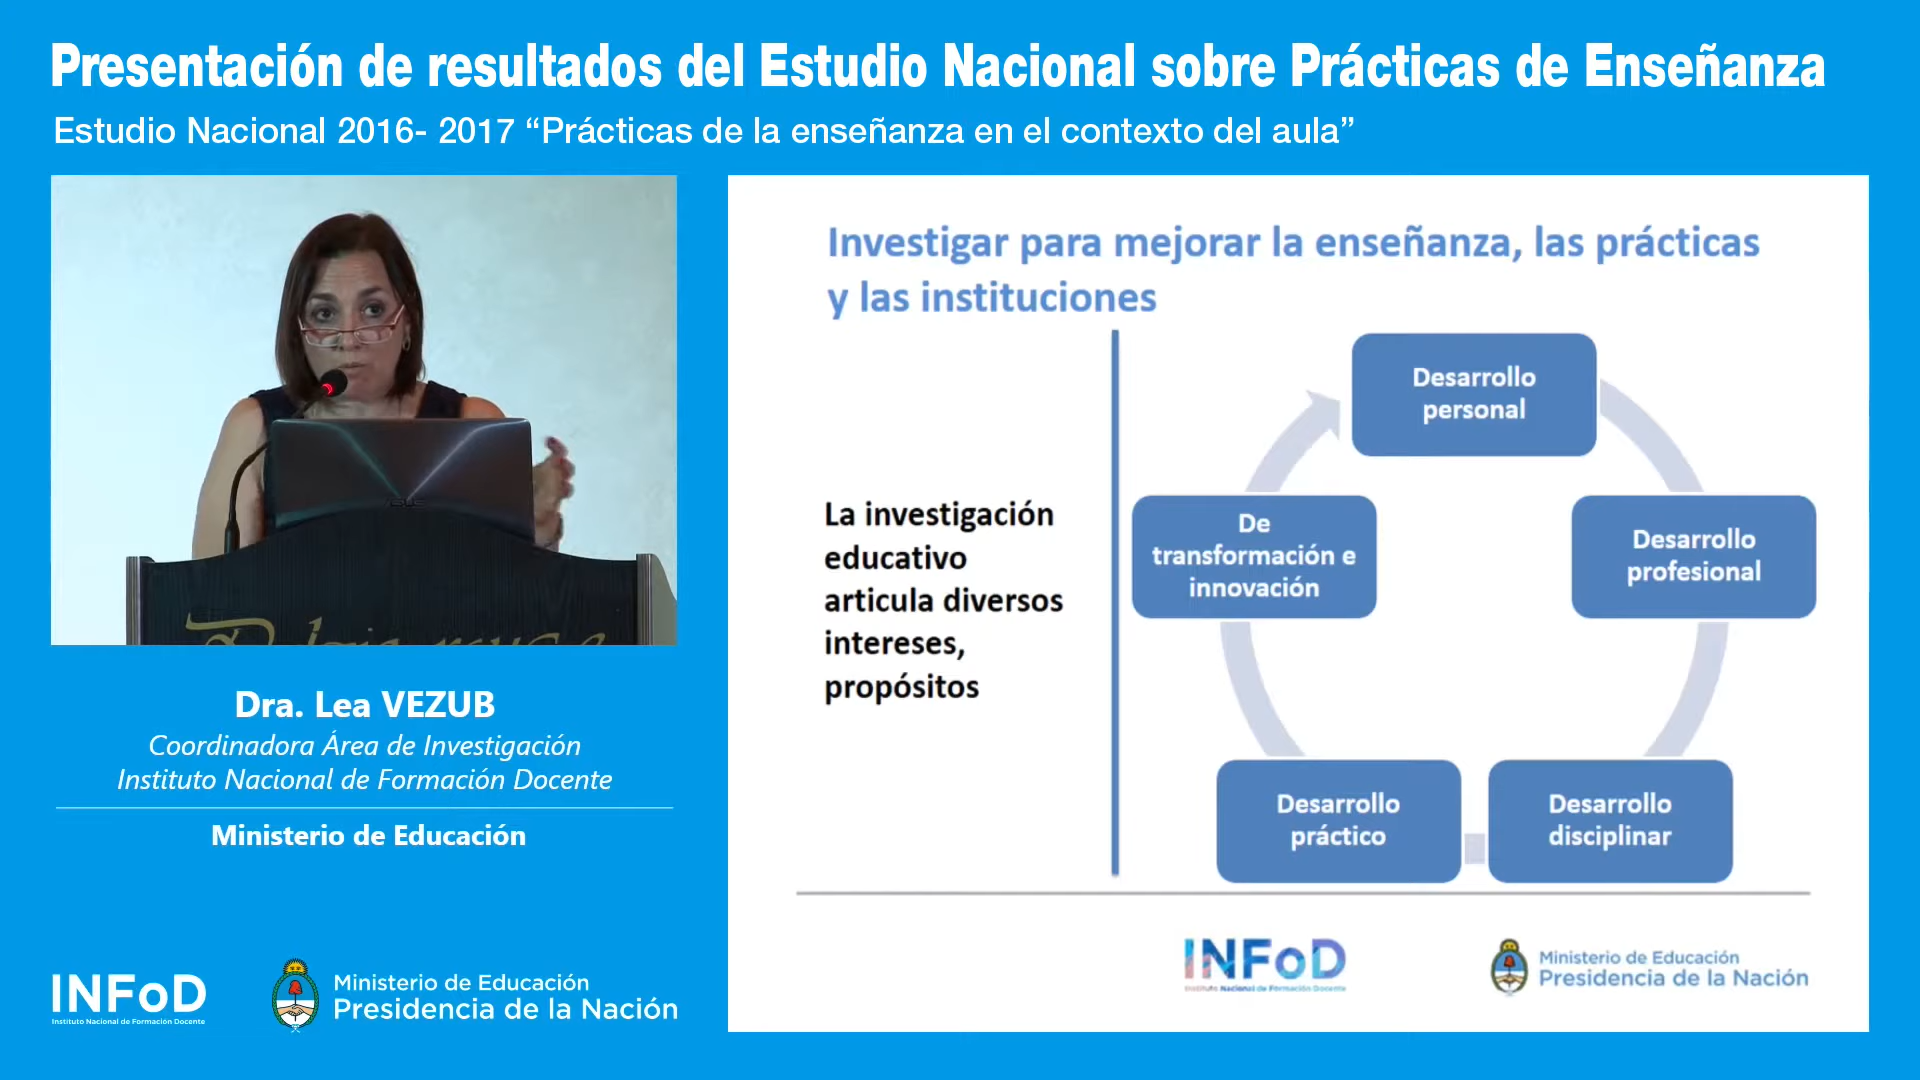 Presentación de resultados del Estudio Nacional sobre Prácticas de Enseñanza
Estudio Nacional 2016- 2017 “Prácticas de la enseñanza en el contexto del aula”
ASUS
Dra. Lea VEZUB
Coordinadora Área de Investigación
Instituto Nacional de Formación Docente
Ministerio de Educación
INFoD
Instituto Nacional de Formación Docente
Ministerio de Educación
Presidencia de la Nación
Investigar para mejorar la enseñanza, las prácticas
y las instituciones
La investigación
educativo
articula diversos
intereses,
propósitos
Desarrollo
personal
Desarrollo
profesional
Desarrollo
disciplinar
Desarrollo
práctico
De
transformación e
innovación
INFoD
Instituto Nacional de Formación Docente
Ministerio de Educación
Presidencia de la Nación